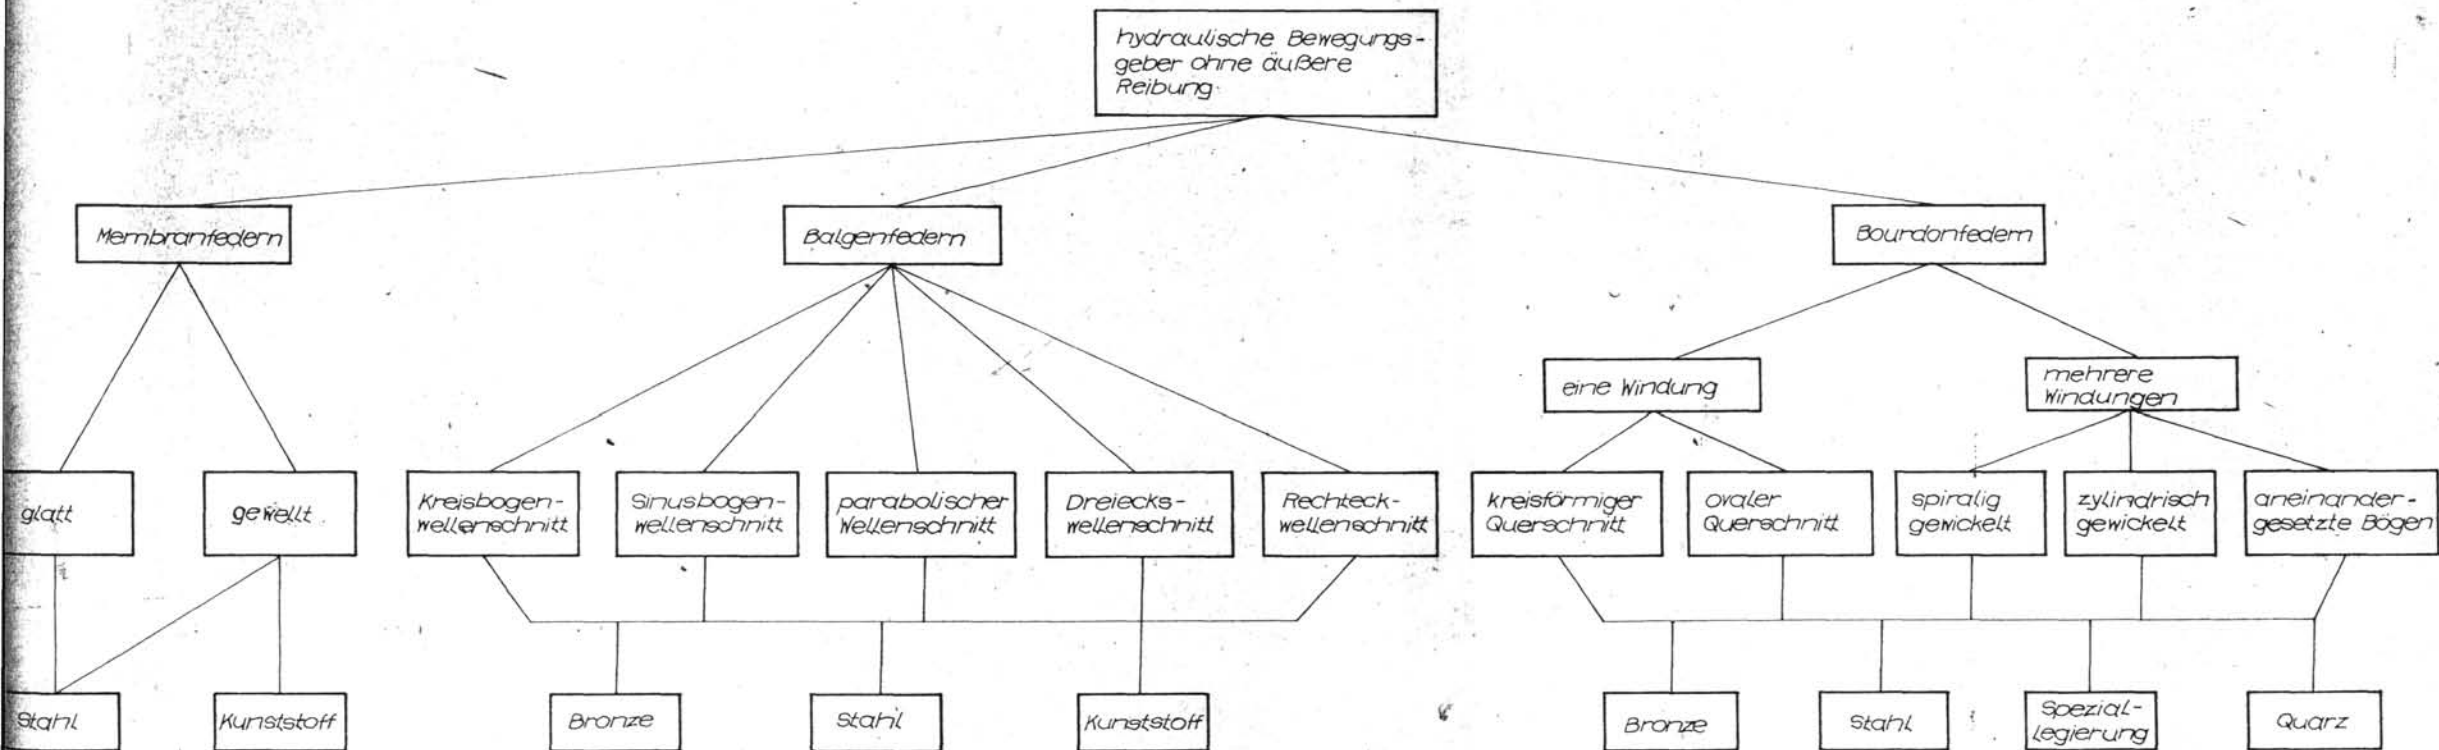 hydraulische Bewegungs-
geber ohne äußere
Reibung
Membranfedern
Balgenfedern
Bourdonfedern
eine Windung
mehrere
Windungen
glatt
gewellt
Kreisbogen-
wellenschnitt
Sinusbogen-
wellenschnitt
parabolischer
Wellenschnitt
Dreiecks-
wellenschnitt
Rechteck-
wellenschnitt
kreisförmiger
Querschnitt
ovaler
Querschnitt
spiralig
gewickelt
zylindrisch
gewickelt
aneinander-
gesetzte Bögen
Stahl
Kunststoff
Bronze
Stahl
Kunststoff
Bronze
Stahl
Spezial-
legierung
Quarz